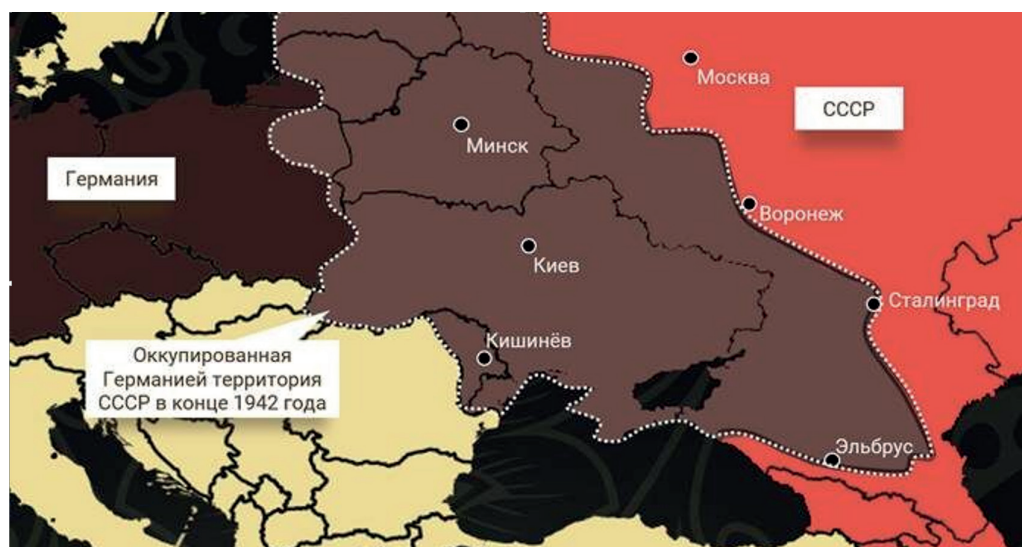 Москва
СССР
Минск
Германия
Воронеж
Киев
Сталинград
Кишинёв
Оккупированная
Германией территория
СССР в конце 1942 года
Эльбрус